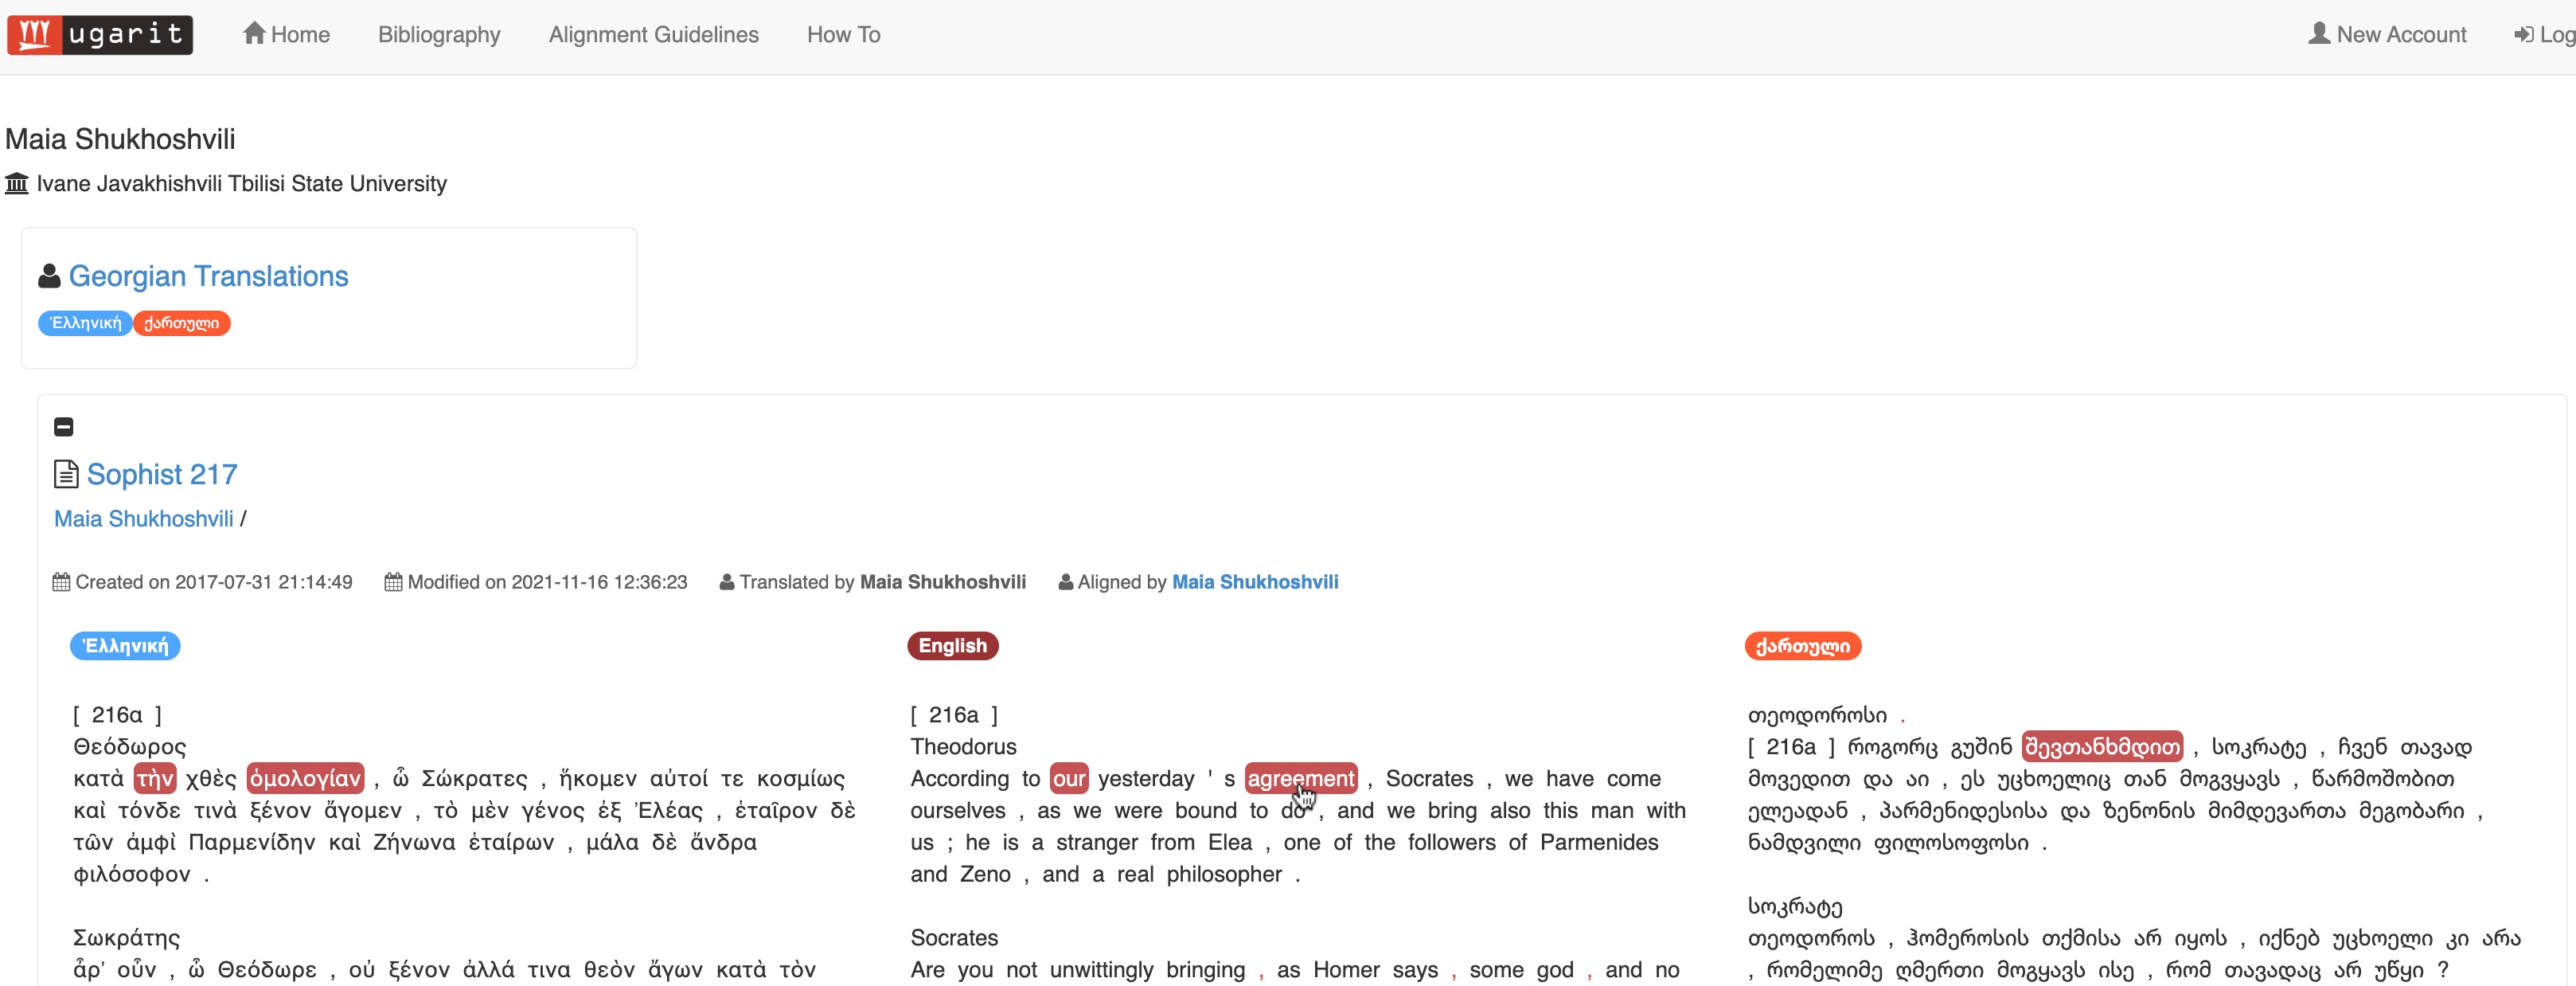 ugarit Home Bibliography Alignment Guidelines How To New Account Log
Maia Shukhoshvili
Ivane Javakhishvili Tbilisi State University
Georgian Translations
Ἑλληνική ქართული
Sophist 217
Maia Shukhoshvili /
Created on 2017-07-31 21:14:49 Modified on 2021-11-16 12:36:23 Translated by Maia Shukhoshvili Aligned by Maia Shukhoshvili
Ἑλληνική
[ 216α ]
Θεόδωρος
κατὰ τὴν χθὲς ὁμολογίαν , ὦ Σώκρατες , ἥκομεν αὐτοί τε κοσμίως
καὶ τόνδε τινὰ ξένον ἄγομεν , τὸ μὲν γένος ἐξ Ἐλέας , ἑταῖρον δὲ
τῶν ἀμφὶ Παρμενίδην καὶ Ζήνωνα ἑταίρων , μάλα δὲ ἄνδρα
φιλόσοφον .
Σωκράτης
ἆρ᾽ οὖν , ὦ Θεόδωρε , οὐ ξένον ἀλλά τινα θεὸν ἄγων κατὰ τὸν
English
[ 216a ]
Theodorus
According to our yesterday ' s agreement , Socrates , we have come
ourselves , as we were bound to do , and we bring also this man with
us ; he is a stranger from Elea , one of the followers of Parmenides
and Zeno , and a real philosopher .
Socrates
Are you not unwittingly bringing , as Homer says , some god , and no
ქართული
თეოდოროსი .
[ 216a ] როგორც გუშინ შევთანხმდით , სოკრატე , ჩვენ თავად
მოვედით და აი , ეს უცხოელიც თან მოგვყავს , წარმოშობით
ელეადან , პარმენიდესისა და ზენონის მიმდევართა მეგობარი ,
ნამდვილი ფილოსოფოსი .
სოკრატე
თეოდოროს , ჰომეროსის თქმისა არ იყოს , იქნებ უცხოელი კი არა
, რომელიმე ღმერთი მოგყავს ისე , რომ თავადაც არ უწყი ?